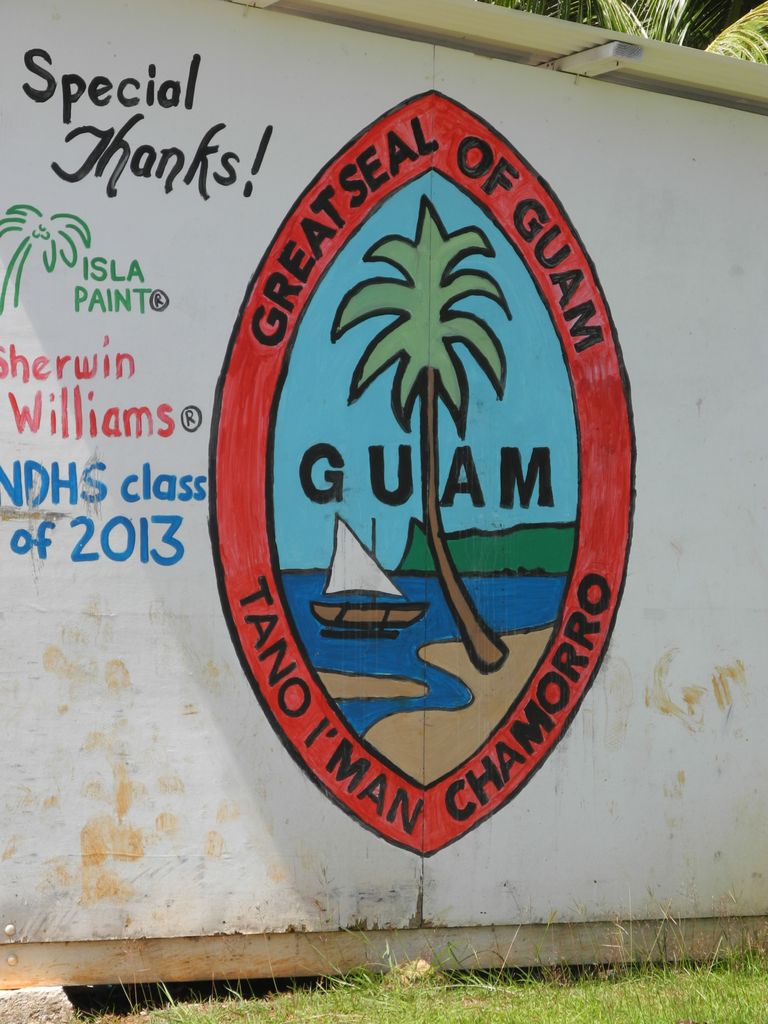 Special
Thanks!
ISLA
PAINT®
Sherwin
Williams®
NDHS class
of 2013
GREAT SEAL OF GUAM
GUAM
TANO I'MAN CHAMORRO